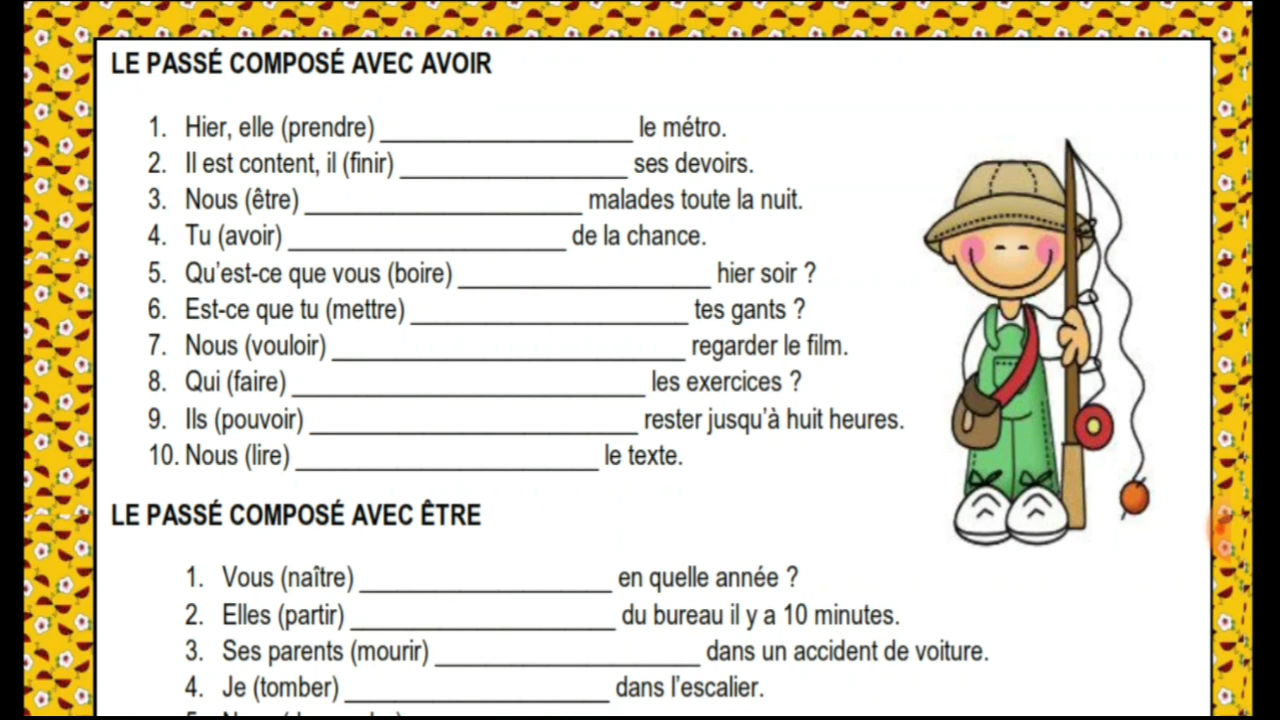 LE PASSÉ COMPOSÉ AVEC AVOIR
1. Hier, elle (prendre) ____________________ le métro.
2. Il est content, il (finir) __________________ ses devoirs.
3. Nous (être) ______________________ malades toute la nuit.
4. Tu (avoir) ______________________ de la chance.
5. Qu’est-ce que vous (boire) ____________________ hier soir ?
6. Est-ce que tu (mettre) ______________________ tes gants ?
7. Nous (vouloir) ____________________________ regarder le film.
8. Qui (faire) ____________________________ les exercices ?
9. Ils (pouvoir) __________________________ rester jusqu’à huit heures.
10. Nous (lire) ________________________ le texte.
LE PASSÉ COMPOSÉ AVEC ÊTRE
1. Vous (naître) ____________________ en quelle année ?
2. Elles (partir) _____________________ du bureau il y a 10 minutes.
3. Ses parents (mourir) _____________________ dans un accident de voiture.
4. Je (tomber) _____________________ dans l’escalier.